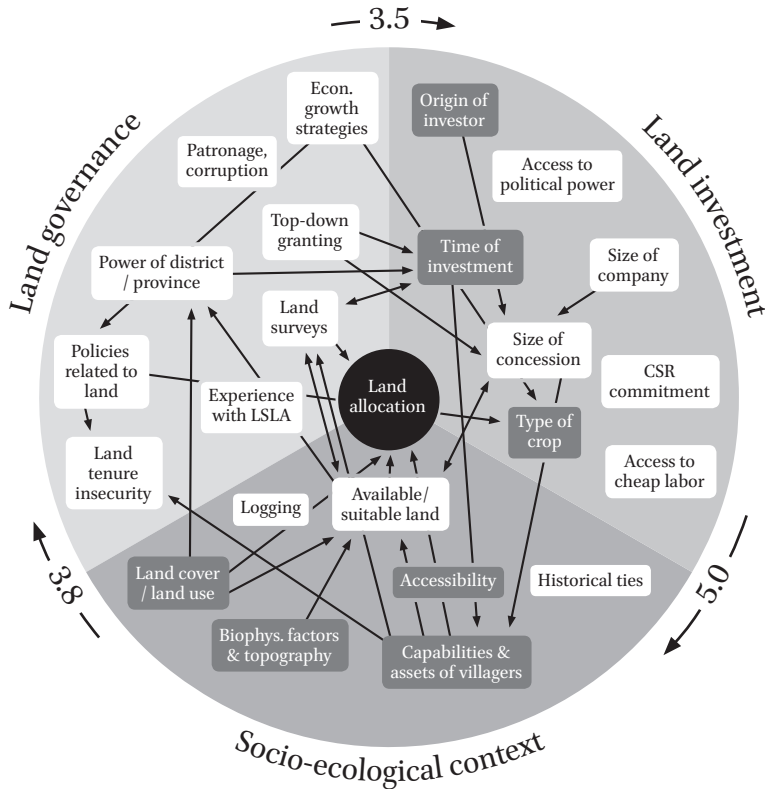 3.5
Land governance
Land investment
Econ.
growth
strategies
Origin of
investor
Patronage,
corruption
Access to
political power
Top-down
granting
Time of
investment
Size of
company
Power of district
/ province
Land
surveys
Size of
concession
Policies
related to
land
Land
allocation
CSR
commitment
Experience
with LSLA
Type of
crop
Land
tenure
insecurity
Access to
cheap labor
Logging
Available/
suitable land
Land cover
/ land use
Accessibility
Historical ties
3.8
5.0
Biophys. factors
& topography
Capabilities &
assets of villagers
Socio-ecological context